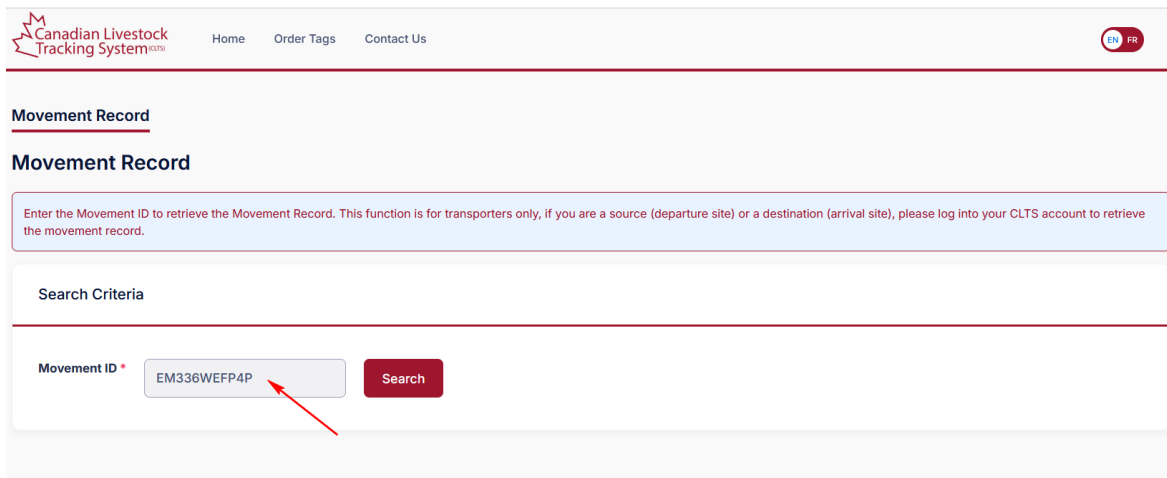 Canadian Livestock
Tracking System (CLTS)
Home Order Tags Contact Us EN FR
Movement Record
Movement Record
Enter the Movement ID to retrieve the Movement Record. This function is for transporters only, if you are a source (departure site) or a destination (arrival site), please log into your CLTS account to retrieve
the movement record.
Search Criteria
Movement ID * EM336WEFP4P Search